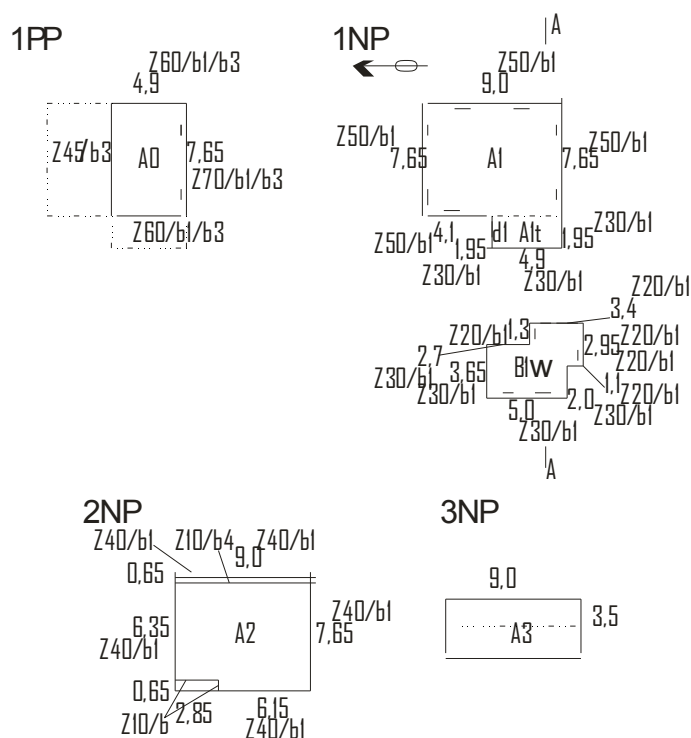 1PP
Z60/b1/b3
4,9
Z45/b3
A0
7,65
Z70/b1/b3
Z60/b1/b3
1NP
A
Z50/b1
9,0
Z50/b1
7,65
A1
7,65
Z50/b1
Z50/b1
4,1
1,95
d1
A1t
1,95
Z30/b1
Z30/b1
4,9
Z30/b1
Z20/b1
3,4
Z20/b1
1,3
2,7
2,95
Z20/b1
Z20/b1
Z30/b1
3,65
Z30/b1
B1w
1,1
Z20/b1
5,0
2,0
Z30/b1
Z30/b1
A
2NP
Z40/b1
Z10/b4
Z40/b1
9,0
0,65
6,35
Z40/b1
A2
Z40/b1
7,65
0,65
Z10/b
2,85
6,15
Z40/b1
3NP
9,0
3,5
A3